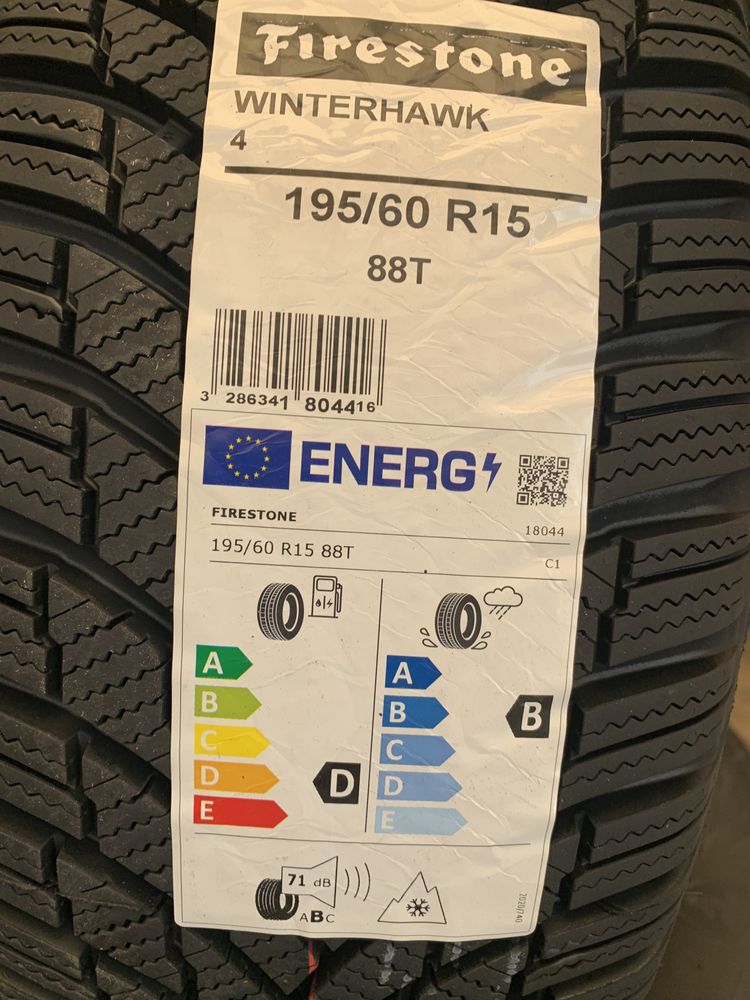 Firestone
WINTERHAWK
4
195/60 R15
88T
3 286341 804416
ENERG
FIRESTONE
18044
195/60 R15 88T
C1
A
B
C
D
E
D
A
B
C
D
E
B
71 dB
ABC
2020/740